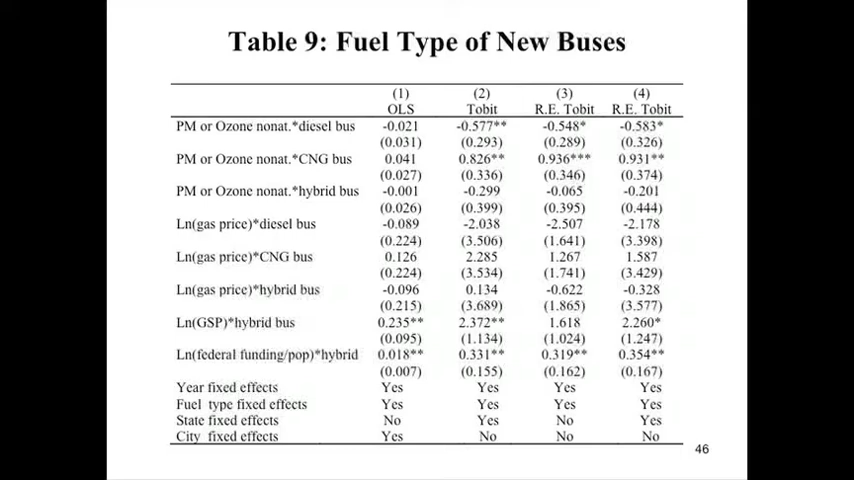 Table 9: Fuel Type of New Buses
(1) (2) (3) (4)
OLS Tobit R.E. Tobit R.E. Tobit
PM or Ozone nonat.*diesel bus -0.021 -0.577** -0.548* -0.583*
(0.031) (0.293) (0.289) (0.326)
PM or Ozone nonat.*CNG bus 0.041 0.826** 0.936*** 0.931**
(0.027) (0.336) (0.346) (0.374)
PM or Ozone nonat.*hybrid bus -0.001 -0.299 -0.065 -0.201
(0.026) (0.399) (0.395) (0.444)
Ln(gas price)*diesel bus -0.089 -2.038 -2.507 -2.178
(0.224) (3.506) (1.641) (3.398)
Ln(gas price)*CNG bus 0.126 2.285 1.267 1.587
(0.224) (3.534) (1.741) (3.429)
Ln(gas price)*hybrid bus -0.096 0.134 -0.622 -0.328
(0.215) (3.689) (1.865) (3.577)
Ln(GSP)*hybrid bus 0.235** 2.372** 1.618 2.260*
(0.095) (1.134) (1.024) (1.247)
Ln(federal funding/pop)*hybrid 0.018** 0.331** 0.319** 0.354**
(0.007) (0.155) (0.162) (0.167)
Year fixed effects Yes Yes Yes Yes
Fuel type fixed effects Yes Yes Yes Yes
State fixed effects No Yes No Yes
City fixed effects Yes No No No
46